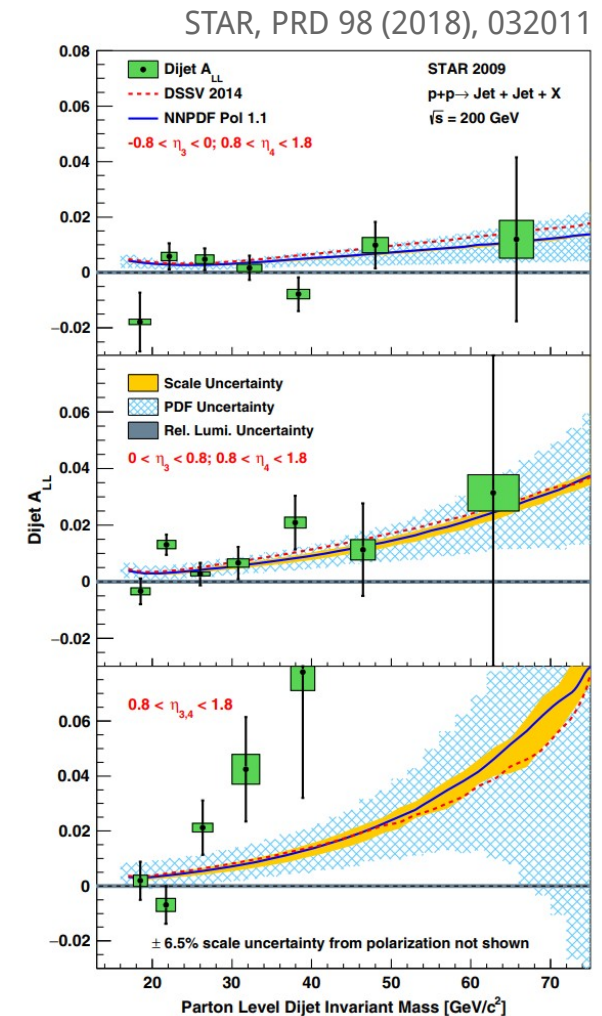 STAR, PRD 98 (2018), 032011
0.08
Dijet A_LL
STAR 2009
0.06
DSSV 2014
p+p→ Jet + Jet + X
NNPDF Pol 1.1
√s = 200 GeV
-0.8 < η_3 < 0; 0.8 < η_4 < 1.8
0.04
0.02
0
−0.02
Scale Uncertainty
PDF Uncertainty
0.06
Rel. Lumi. Uncertainty
0 < η_3 < 0.8; 0.8 < η_4 < 1.8
0.04
Dijet A_LL
0.02
0
−0.02
0.8 < η_3,4 < 1.8
0.06
0.04
0.02
0
−0.02
± 6.5% scale uncertainty from polarization not shown
20 30 40 50 60 70
Parton Level Dijet Invariant Mass [GeV/c²]